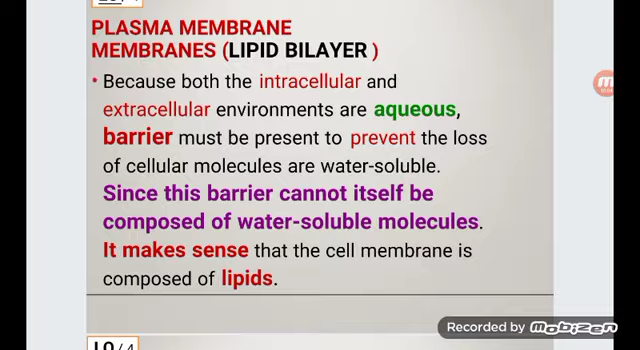 PLASMA MEMBRANE
MEMBRANES (LIPID BILAYER )
• Because both the intracellular and
extracellular environments are aqueous,
barrier must be present to prevent the loss
of cellular molecules are water-soluble.
Since this barrier cannot itself be
composed of water-soluble molecules.
It makes sense that the cell membrane is
composed of lipids.
Recorded by mobizen